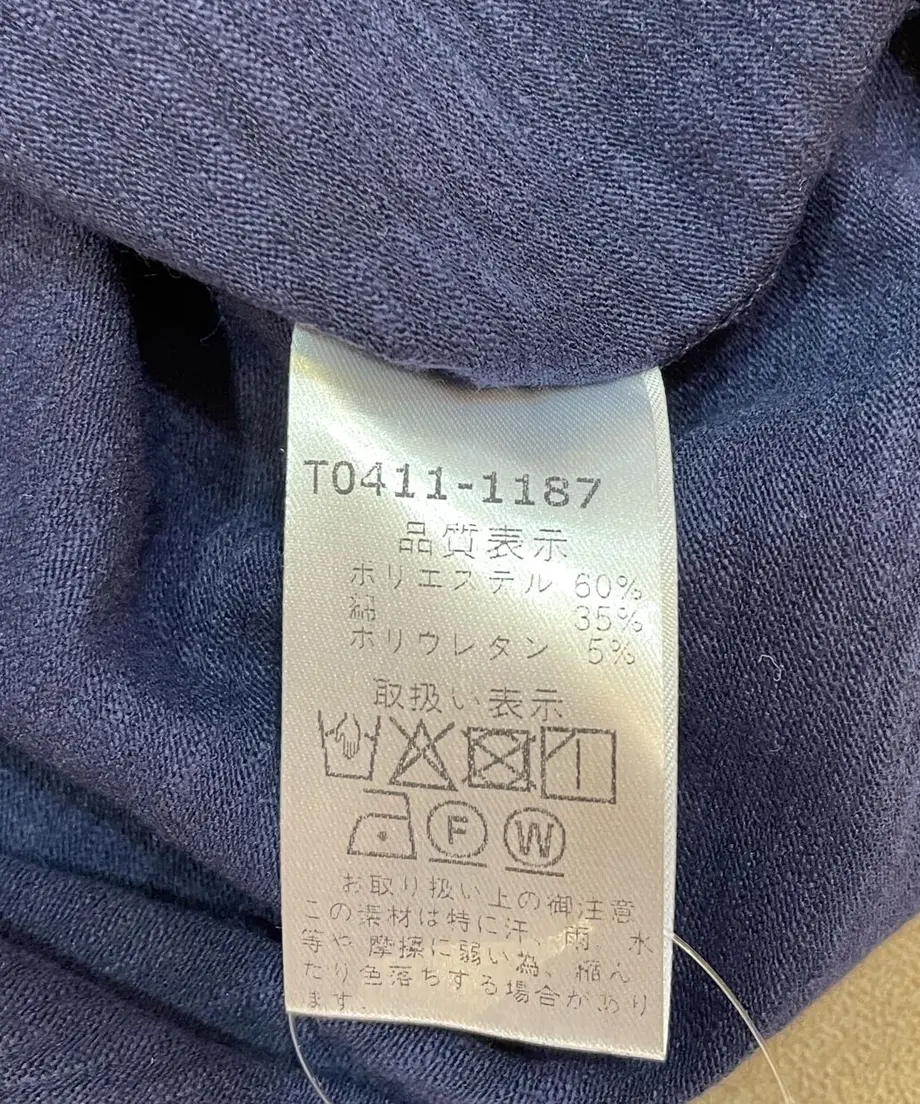 T0411-1187
品質表示
ポリエステル 60%
綿 35%
ポリウレタン 5%
取扱い表示
F W
お取り扱い上の御注意
この素材は特に汗、雨 水
等や 摩擦に弱い為、縮ん
だり色落ちする場合があり
ます。